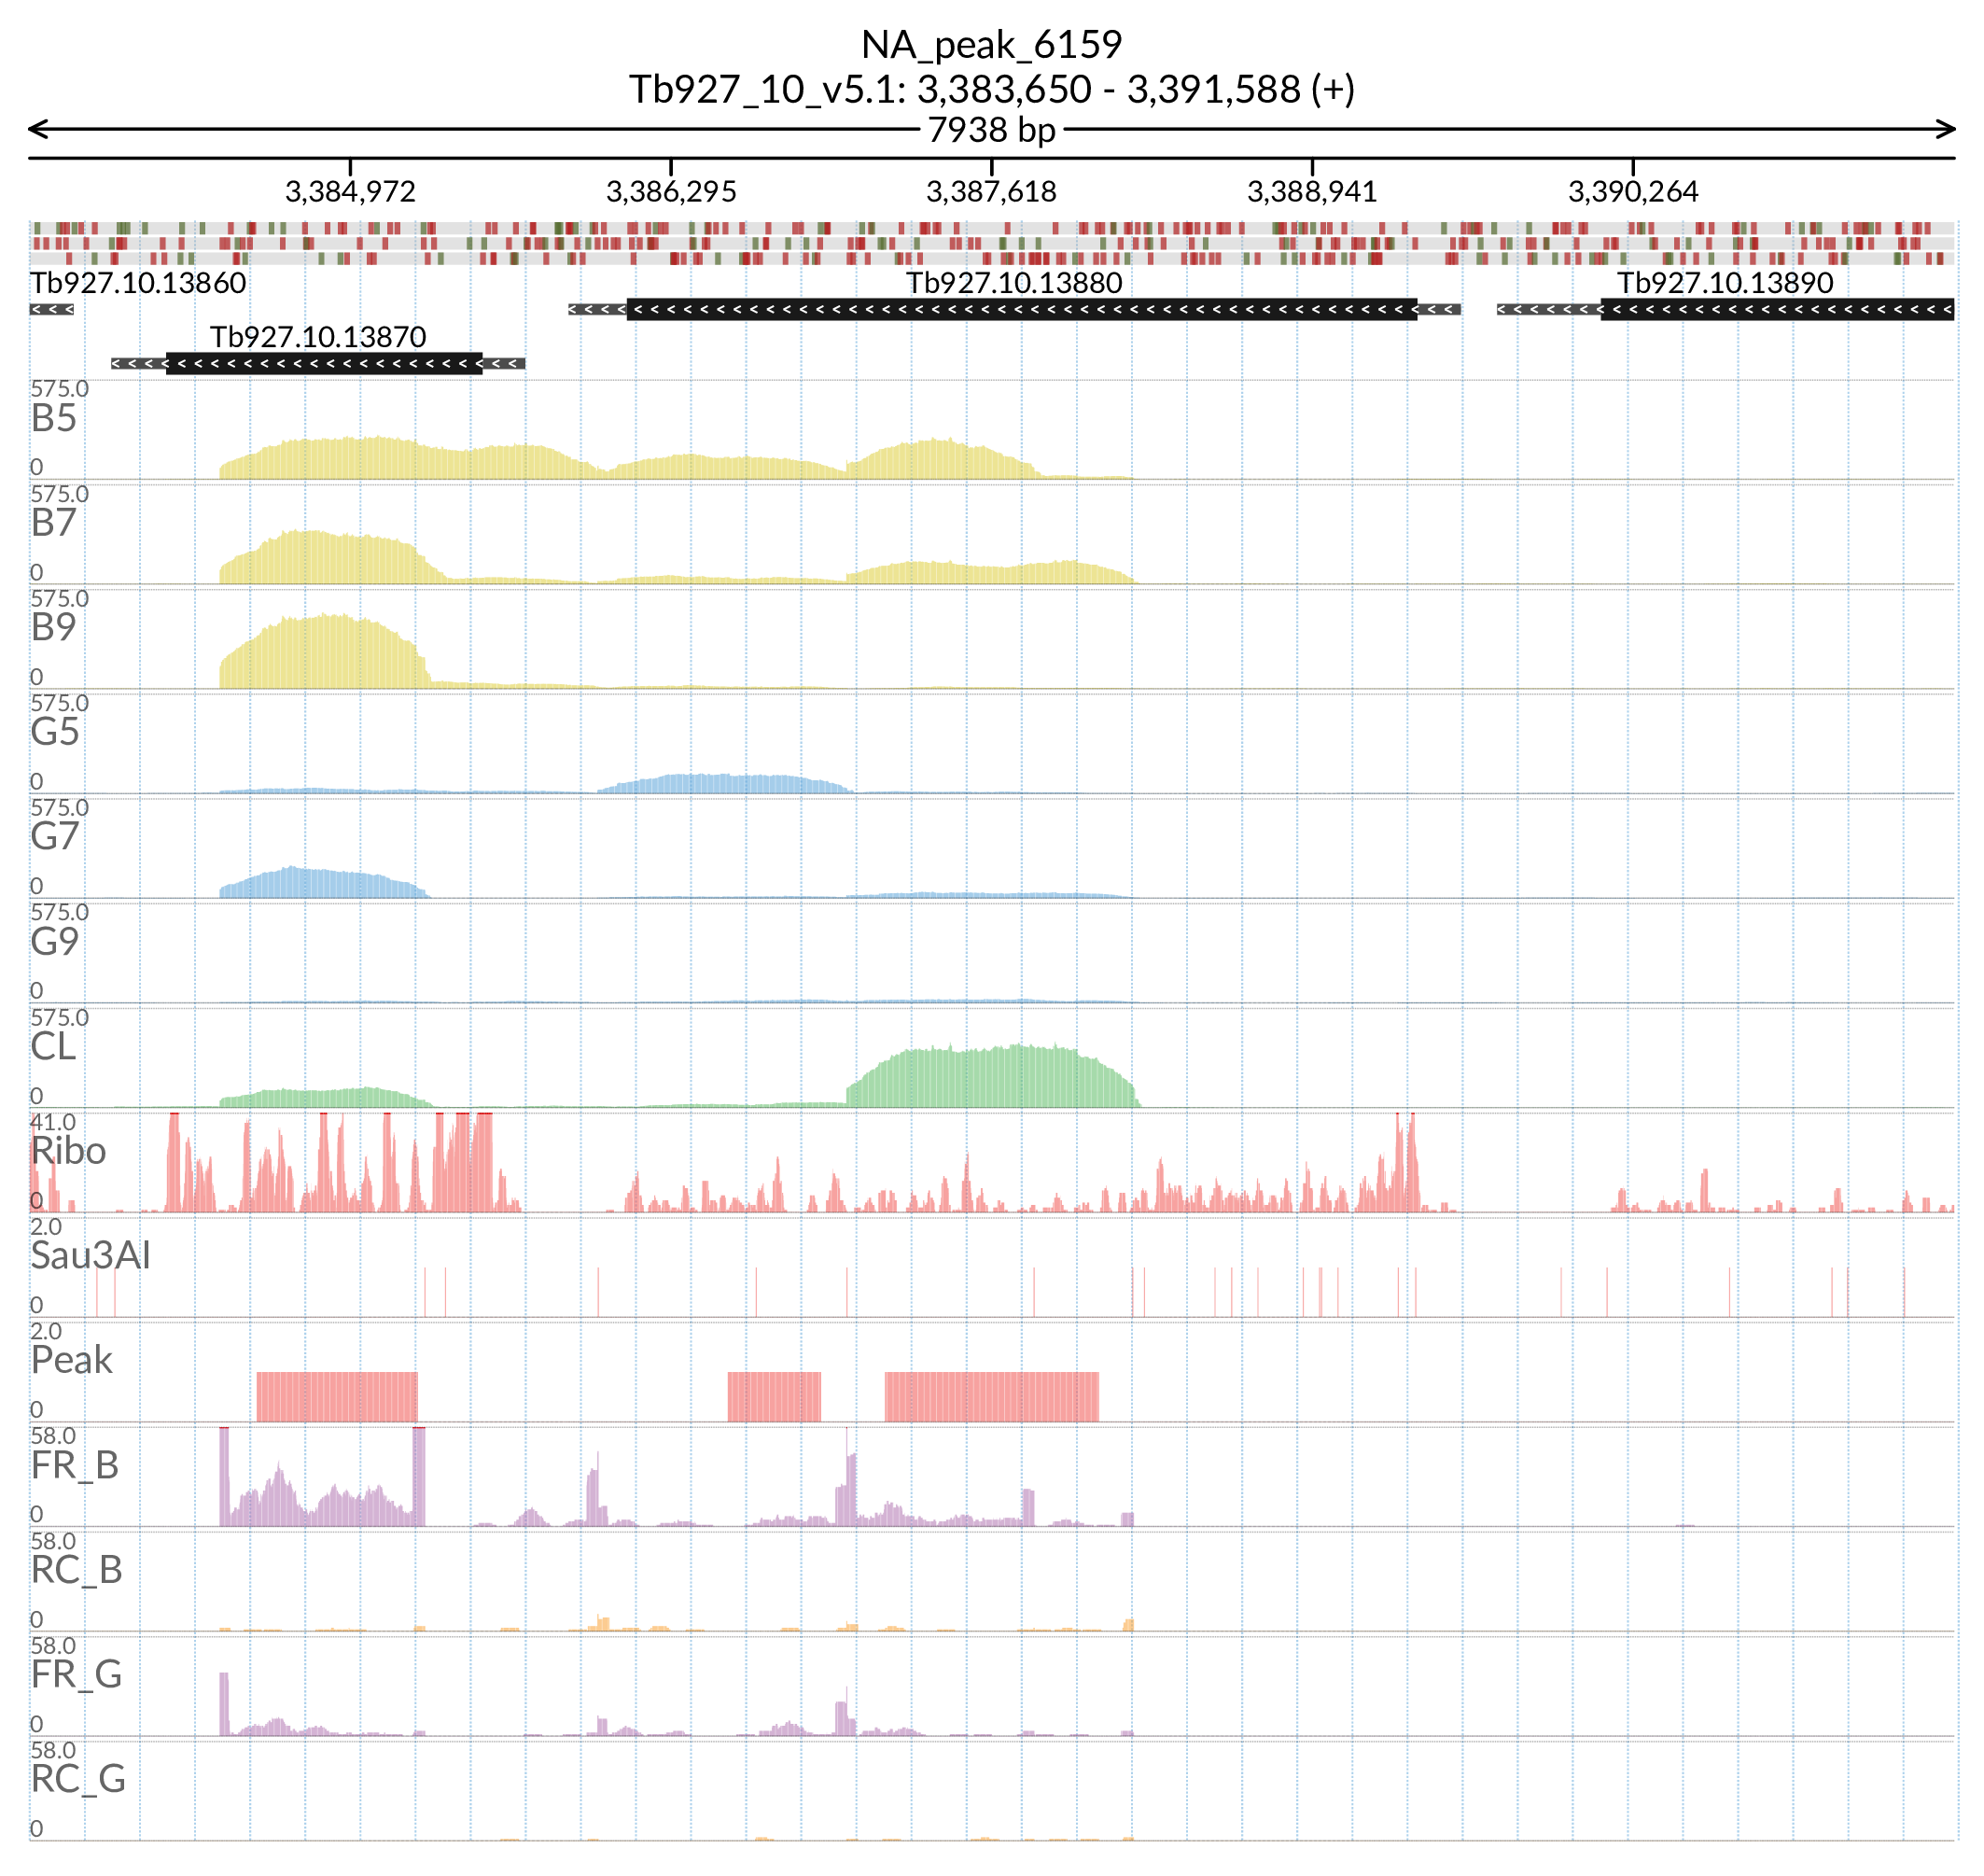 NA_peak_6159
Tb927_10_v5.1: 3,383,650 - 3,391,588 (+)
7938 bp
3,384,972 3,386,295 3,387,618 3,388,941 3,390,264
Tb927.10.13860 Tb927.10.13880 Tb927.10.13890
Tb927.10.13870
575.0
B5
0
575.0
B7
0
575.0
B9
0
575.0
G5
0
575.0
G7
0
575.0
G9
0
575.0
CL
0
41.0
Ribo
0
2.0
Sau3AI
0
2.0
Peak
0
58.0
FR_B
0
58.0
RC_B
0
58.0
FR_G
0
58.0
RC_G
0